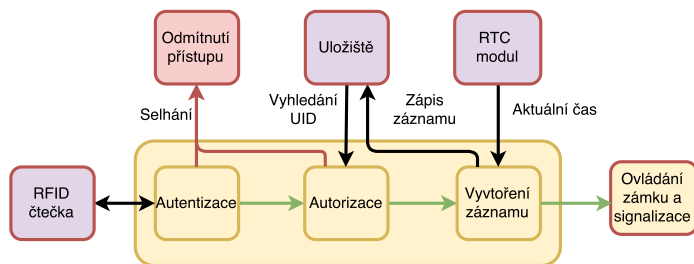 Odmítnutí
přístupu
Uložiště
RTC
modul
Selhání
Vyhledání
UID
Zápis
záznamu
Aktuální čas
RFID
čtečka
Autentizace
Autorizace
Vyvtoření
záznamu
Ovládání
zámku a
signalizace